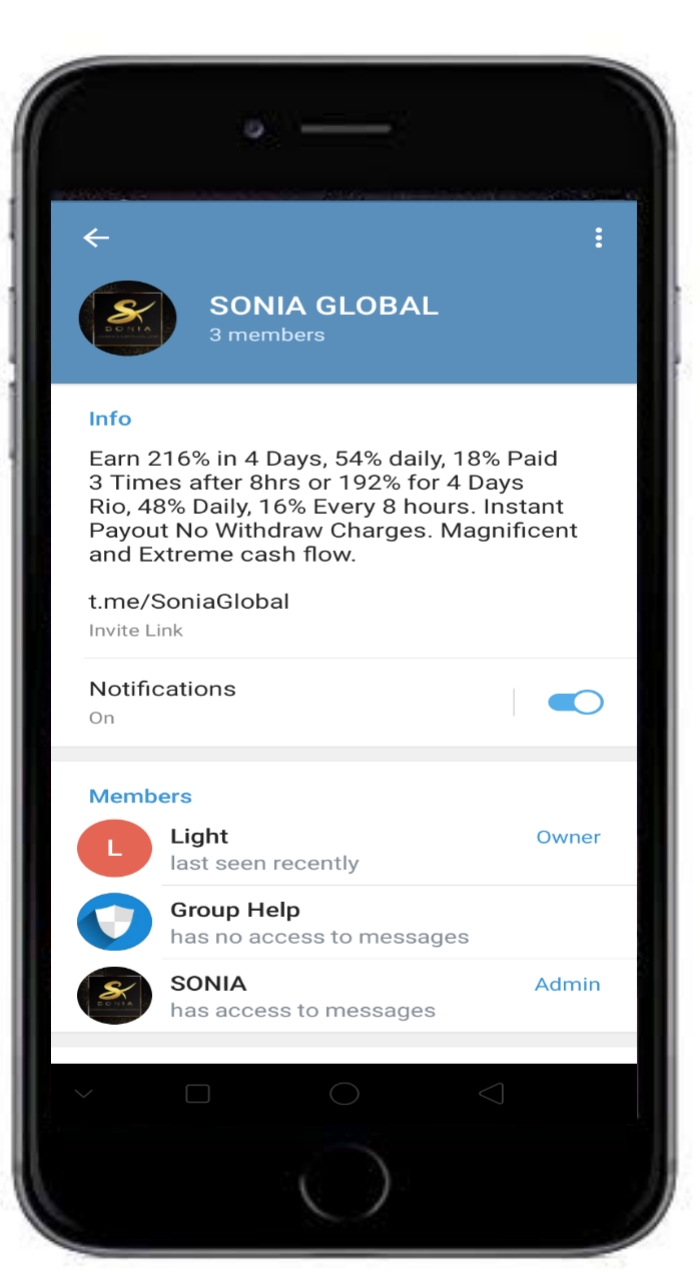 SONIA GLOBAL
3 members
Info
Earn 216% in 4 Days, 54% daily, 18% Paid
3 Times after 8hrs or 192% for 4 Days
Rio, 48% Daily, 16% Every 8 hours. Instant
Payout No Withdraw Charges. Magnificent
and Extreme cash flow.
t.me/SoniaGlobal
Invite Link
Notifications
On
Members
L
Light
Owner
last seen recently
Group Help
has no access to messages
SONIA
Admin
has access to messages